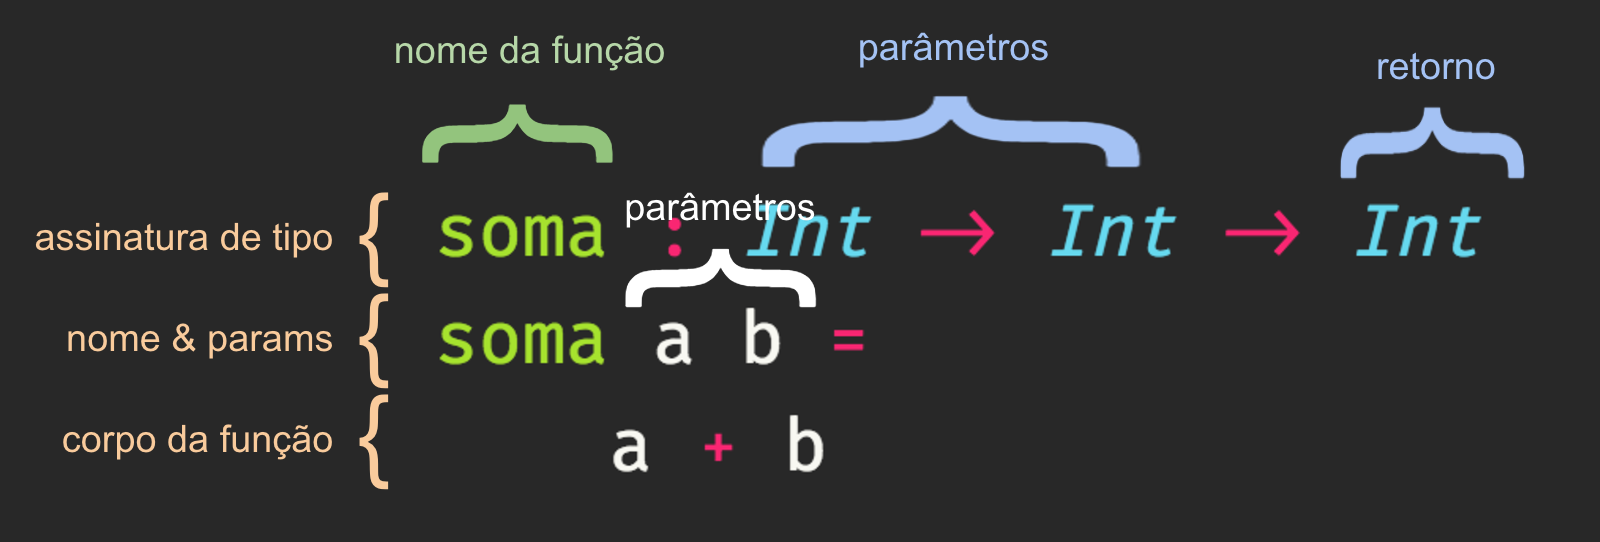 nome da função
parâmetros
retorno
assinatura de tipo
soma : Int → Int → Int
parâmetros
nome & params
soma a b =
corpo da função
a + b